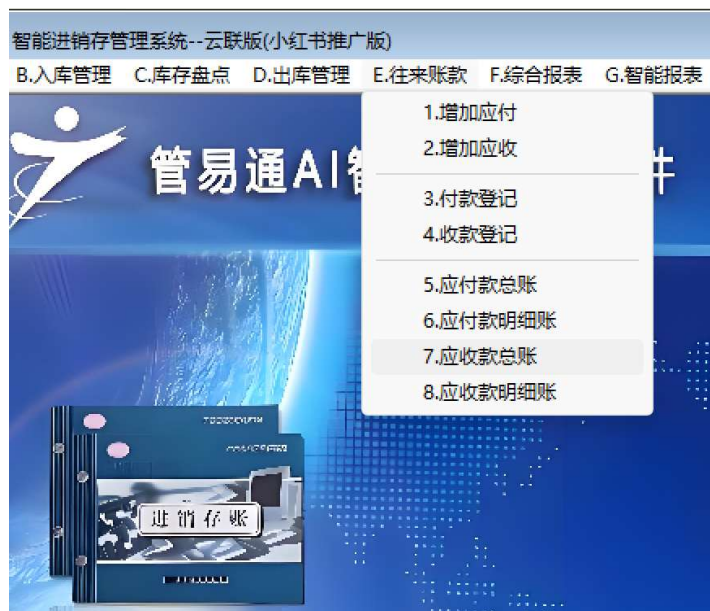 智能进销存管理系统--云联版(小红书推广版)
B.入库管理 C.库存盘点 D.出库管理 E.往来账款 F.综合报表 G.智能报表
1.增加应付
2.增加应收
管易通AI
3.付款登记
4.收款登记
5.应付款总账
6.应付款明细账
7.应收款总账
8.应收款明细账
进销存账